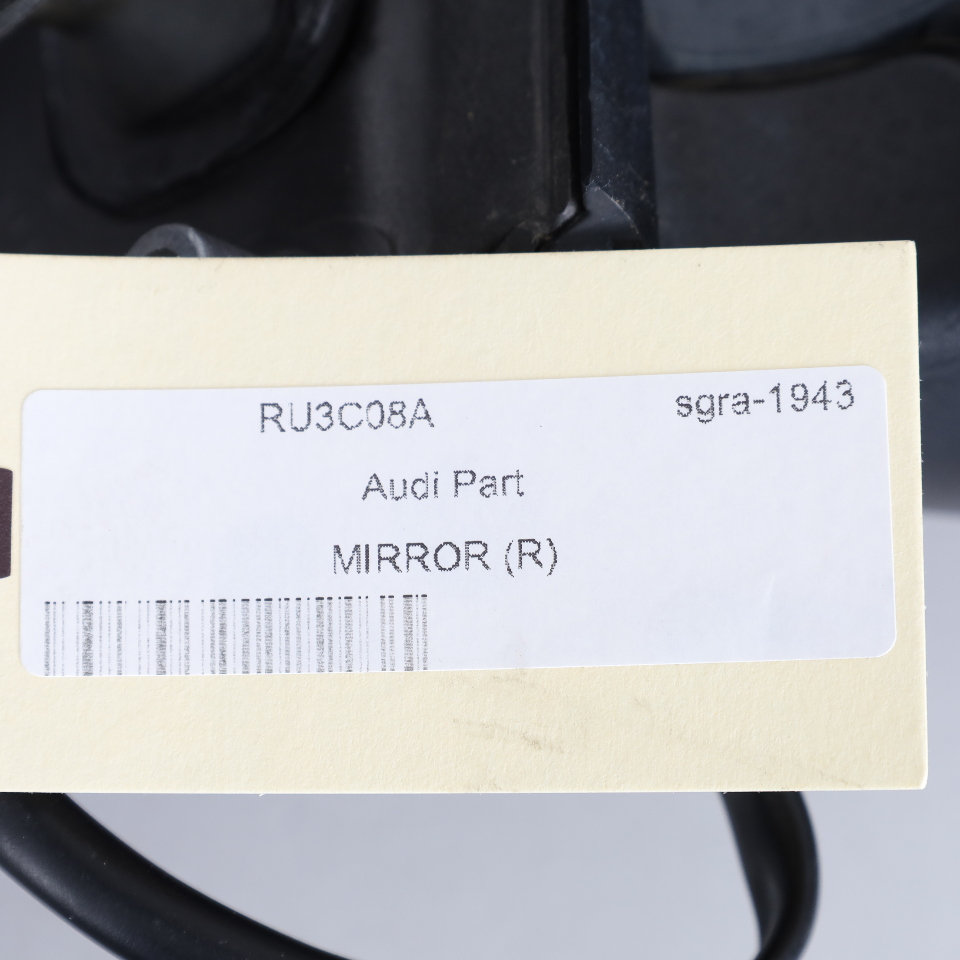 RU3C08A sgra-1943
Audi Part
MIRROR (R)